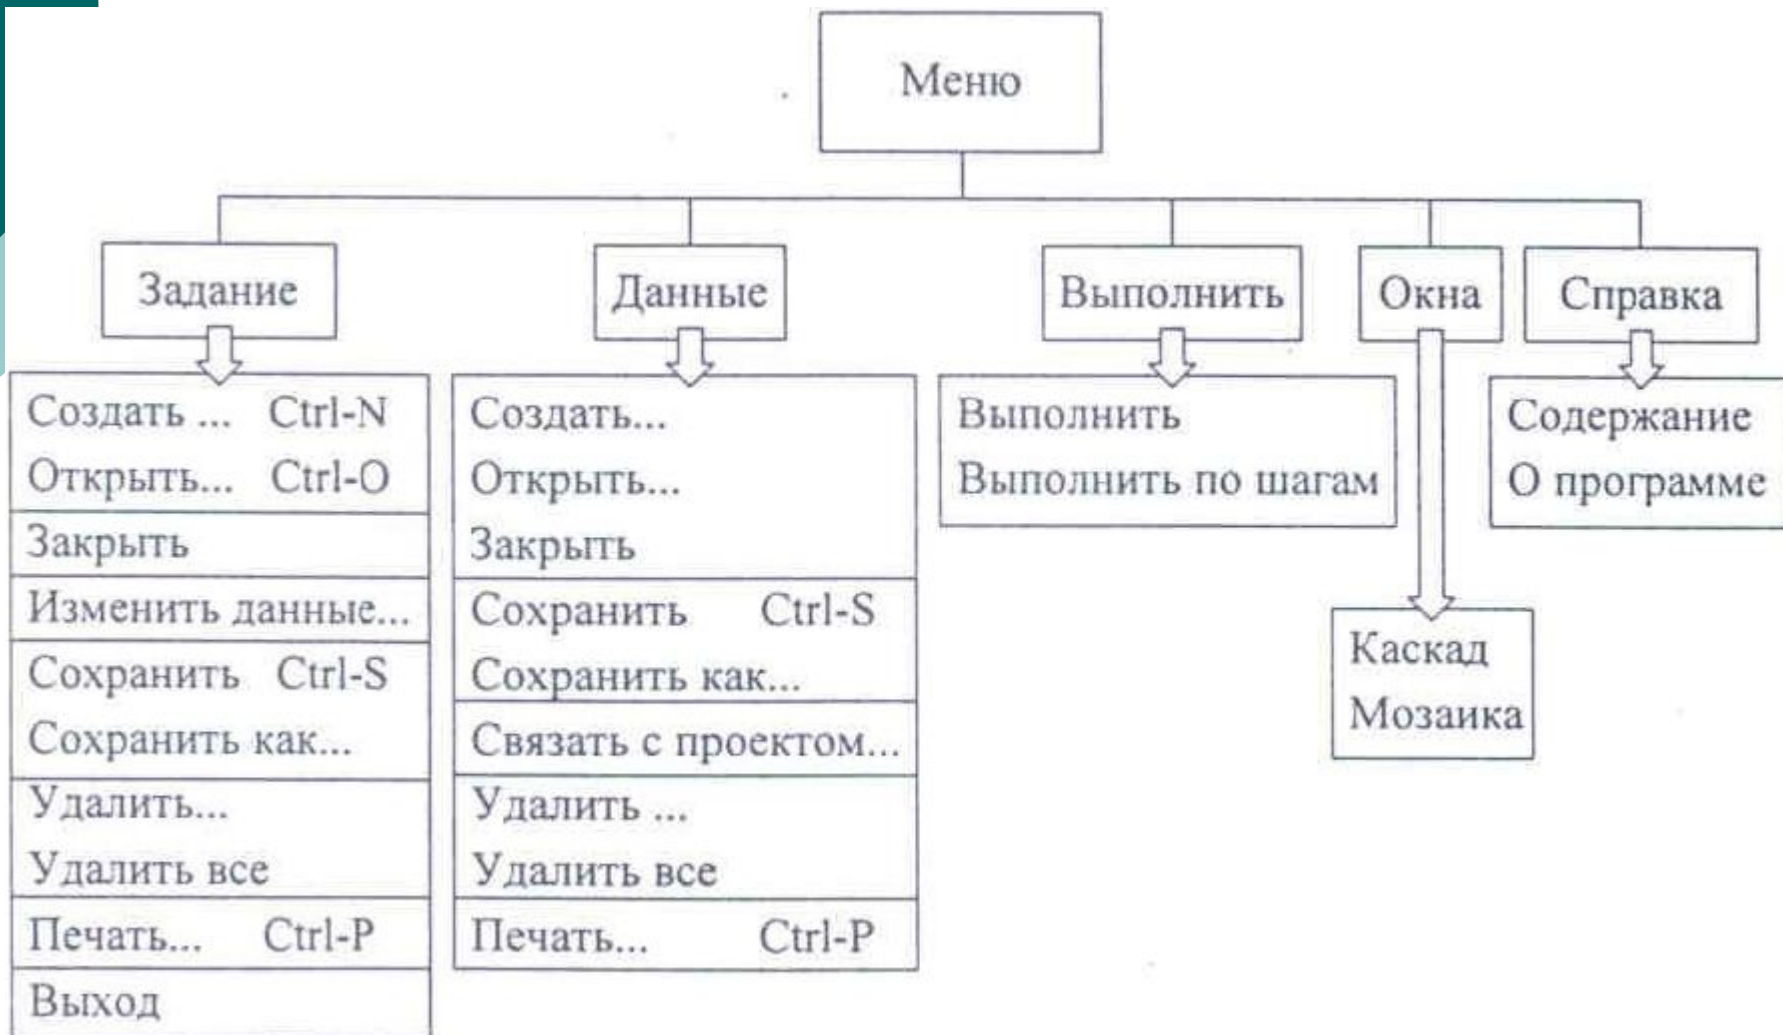 Меню
Задание
Данные
Выполнить
Окна
Справка
Создать ... Ctrl-N
Открыть... Ctrl-O
Закрыть
Изменить данные...
Сохранить Ctrl-S
Сохранить как...
Удалить...
Удалить все
Печать... Ctrl-P
Выход
Создать...
Открыть...
Закрыть
Сохранить Ctrl-S
Сохранить как...
Связать с проектом...
Удалить ...
Удалить все
Печать... Ctrl-P
Выполнить
Выполнить по шагам
Каскад
Мозаика
Содержание
О программе